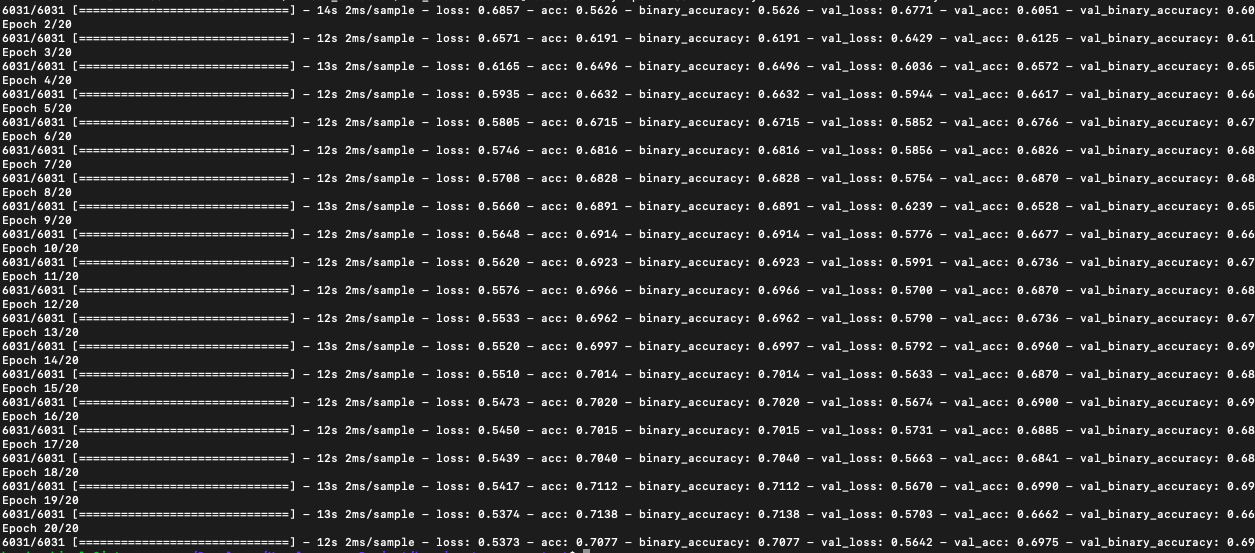 6031/6031 [==============================] - 14s 2ms/sample - loss: 0.6857 - acc: 0.5626 - binary_accuracy: 0.5626 - val_loss: 0.6771 - val_acc: 0.6051 - val_binary_accuracy: 0.60
Epoch 2/20
6031/6031 [==============================] - 12s 2ms/sample - loss: 0.6571 - acc: 0.6191 - binary_accuracy: 0.6191 - val_loss: 0.6429 - val_acc: 0.6125 - val_binary_accuracy: 0.61
Epoch 3/20
6031/6031 [==============================] - 13s 2ms/sample - loss: 0.6165 - acc: 0.6496 - binary_accuracy: 0.6496 - val_loss: 0.6036 - val_acc: 0.6572 - val_binary_accuracy: 0.65
Epoch 4/20
6031/6031 [==============================] - 12s 2ms/sample - loss: 0.5935 - acc: 0.6632 - binary_accuracy: 0.6632 - val_loss: 0.5944 - val_acc: 0.6617 - val_binary_accuracy: 0.66
Epoch 5/20
6031/6031 [==============================] - 12s 2ms/sample - loss: 0.5805 - acc: 0.6715 - binary_accuracy: 0.6715 - val_loss: 0.5852 - val_acc: 0.6766 - val_binary_accuracy: 0.67
Epoch 6/20
6031/6031 [==============================] - 12s 2ms/sample - loss: 0.5746 - acc: 0.6816 - binary_accuracy: 0.6816 - val_loss: 0.5856 - val_acc: 0.6826 - val_binary_accuracy: 0.68
Epoch 7/20
6031/6031 [==============================] - 12s 2ms/sample - loss: 0.5708 - acc: 0.6828 - binary_accuracy: 0.6828 - val_loss: 0.5754 - val_acc: 0.6870 - val_binary_accuracy: 0.68
Epoch 8/20
6031/6031 [==============================] - 13s 2ms/sample - loss: 0.5660 - acc: 0.6891 - binary_accuracy: 0.6891 - val_loss: 0.6239 - val_acc: 0.6528 - val_binary_accuracy: 0.65
Epoch 9/20
6031/6031 [==============================] - 12s 2ms/sample - loss: 0.5648 - acc: 0.6914 - binary_accuracy: 0.6914 - val_loss: 0.5776 - val_acc: 0.6677 - val_binary_accuracy: 0.66
Epoch 10/20
6031/6031 [==============================] - 12s 2ms/sample - loss: 0.5620 - acc: 0.6923 - binary_accuracy: 0.6923 - val_loss: 0.5991 - val_acc: 0.6736 - val_binary_accuracy: 0.67
Epoch 11/20
6031/6031 [==============================] - 12s 2ms/sample - loss: 0.5576 - acc: 0.6966 - binary_accuracy: 0.6966 - val_loss: 0.5700 - val_acc: 0.6870 - val_binary_accuracy: 0.68
Epoch 12/20
6031/6031 [==============================] - 12s 2ms/sample - loss: 0.5533 - acc: 0.6962 - binary_accuracy: 0.6962 - val_loss: 0.5790 - val_acc: 0.6736 - val_binary_accuracy: 0.67
Epoch 13/20
6031/6031 [==============================] - 13s 2ms/sample - loss: 0.5520 - acc: 0.6997 - binary_accuracy: 0.6997 - val_loss: 0.5792 - val_acc: 0.6960 - val_binary_accuracy: 0.69
Epoch 14/20
6031/6031 [==============================] - 12s 2ms/sample - loss: 0.5510 - acc: 0.7014 - binary_accuracy: 0.7014 - val_loss: 0.5633 - val_acc: 0.6870 - val_binary_accuracy: 0.68
Epoch 15/20
6031/6031 [==============================] - 12s 2ms/sample - loss: 0.5473 - acc: 0.7020 - binary_accuracy: 0.7020 - val_loss: 0.5674 - val_acc: 0.6900 - val_binary_accuracy: 0.69
Epoch 16/20
6031/6031 [==============================] - 12s 2ms/sample - loss: 0.5450 - acc: 0.7015 - binary_accuracy: 0.7015 - val_loss: 0.5731 - val_acc: 0.6885 - val_binary_accuracy: 0.68
Epoch 17/20
6031/6031 [==============================] - 12s 2ms/sample - loss: 0.5439 - acc: 0.7040 - binary_accuracy: 0.7040 - val_loss: 0.5663 - val_acc: 0.6841 - val_binary_accuracy: 0.68
Epoch 18/20
6031/6031 [==============================] - 13s 2ms/sample - loss: 0.5417 - acc: 0.7112 - binary_accuracy: 0.7112 - val_loss: 0.5670 - val_acc: 0.6990 - val_binary_accuracy: 0.69
Epoch 19/20
6031/6031 [==============================] - 13s 2ms/sample - loss: 0.5374 - acc: 0.7138 - binary_accuracy: 0.7138 - val_loss: 0.5703 - val_acc: 0.6662 - val_binary_accuracy: 0.66
Epoch 20/20
6031/6031 [==============================] - 12s 2ms/sample - loss: 0.5373 - acc: 0.7077 - binary_accuracy: 0.7077 - val_loss: 0.5642 - val_acc: 0.6975 - val_binary_accuracy: 0.69